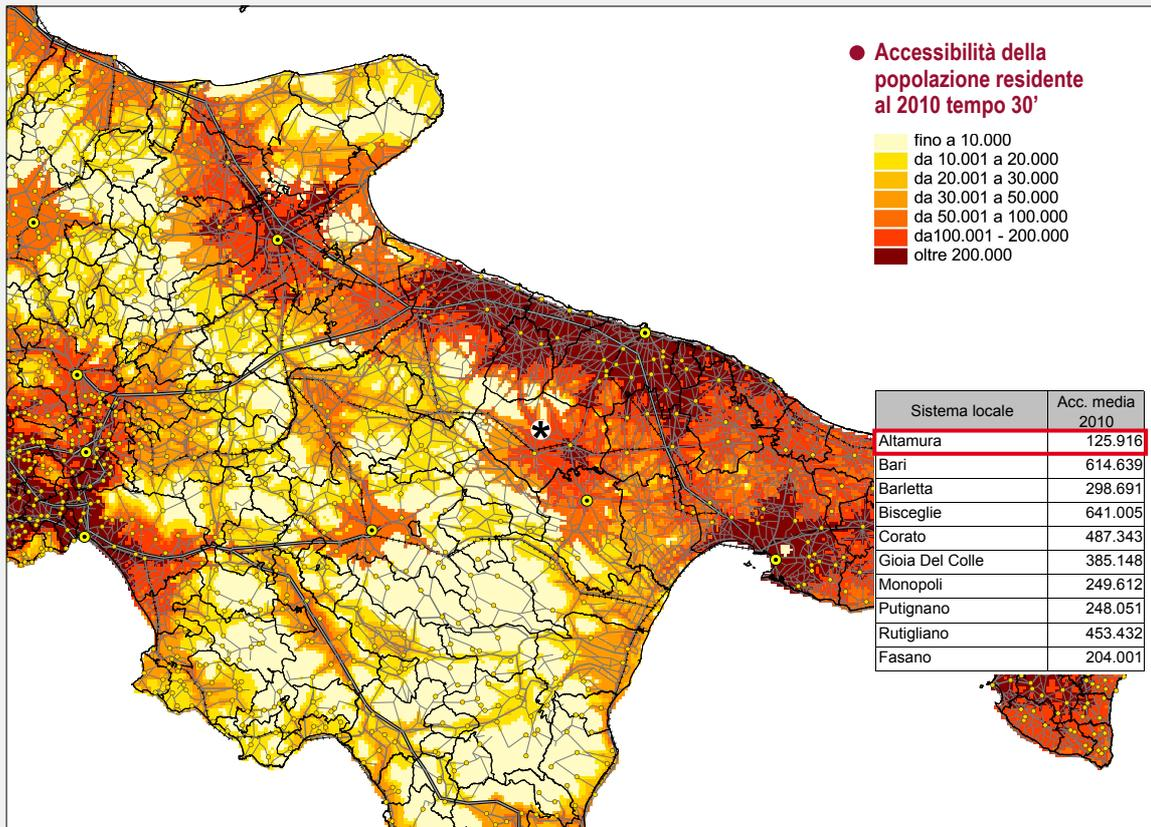 Accessibilità della
popolazione residente
al 2010 tempo 30'
fino a 10.000
da 10.001 a 20.000
da 20.001 a 30.000
da 30.001 a 50.000
da 50.001 a 100.000
da100.001 - 200.000
oltre 200.000
Sistema locale Acc. media 2010
Altamura 125.916
Bari 614.639
Barletta 298.691
Bisceglie 641.005
Corato 487.343
Gioia Del Colle 385.148
Monopoli 249.612
Putignano 248.051
Rutigliano 453.432
Fasano 204.001